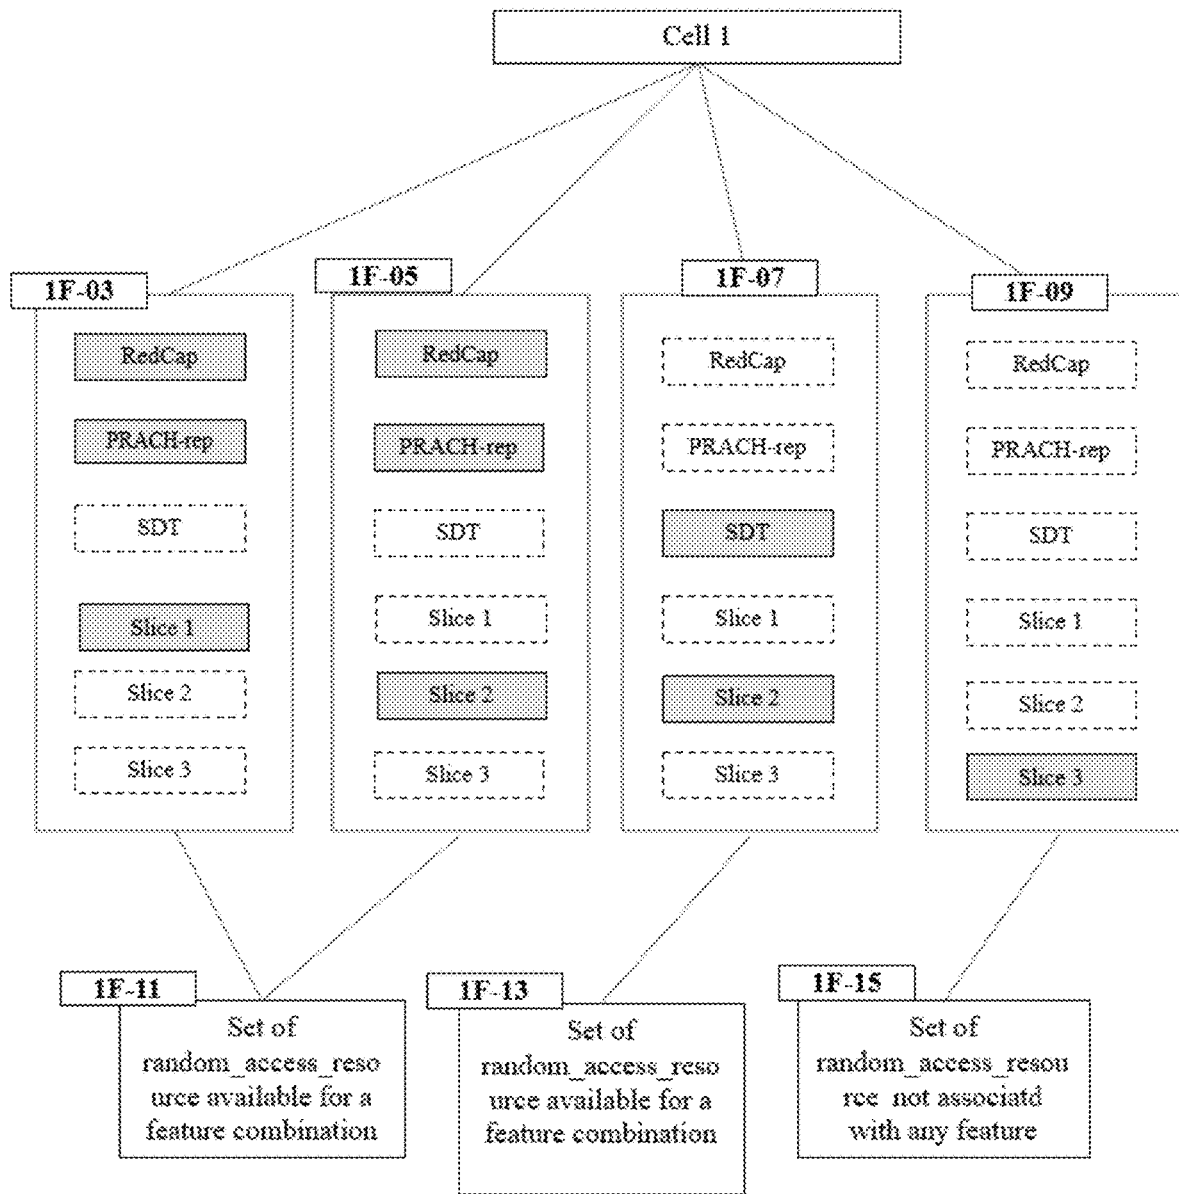 Cell 1
1F-03
RedCap
PRACH-rep
SDT
Slice 1
Slice 2
Slice 3
1F-05
RedCap
PRACH-rep
SDT
Slice 1
Slice 2
Slice 3
1F-07
RedCap
PRACH-rep
SDT
Slice 1
Slice 2
Slice 3
1F-09
RedCap
PRACH-rep
SDT
Slice 1
Slice 2
Slice 3
1F-11
Set of
random_access_reso
urce available for a
feature combination
1F-13
Set of
random_access_reso
urce available for a
feature combination
1F-15
Set of
random_access_resou
rce not associatd
with any feature